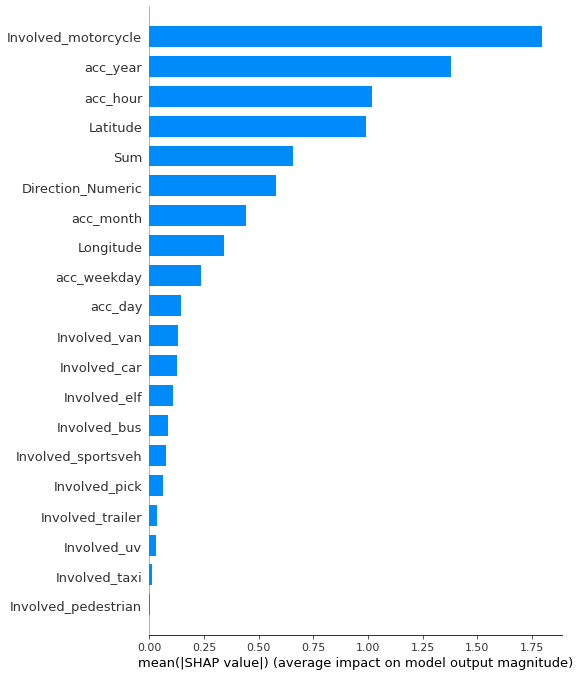 Involved_motorcycle
acc_year
acc_hour
Latitude
Sum
Direction_Numeric
acc_month
Longitude
acc_weekday
acc_day
Involved_van
Involved_car
Involved_elf
Involved_bus
Involved_sportsveh
Involved_pick
Involved_trailer
Involved_uv
Involved_taxi
Involved_pedestrian
0.00 0.25 0.50 0.75 1.00 1.25 1.50 1.75
mean(|SHAP value|) (average impact on model output magnitude)